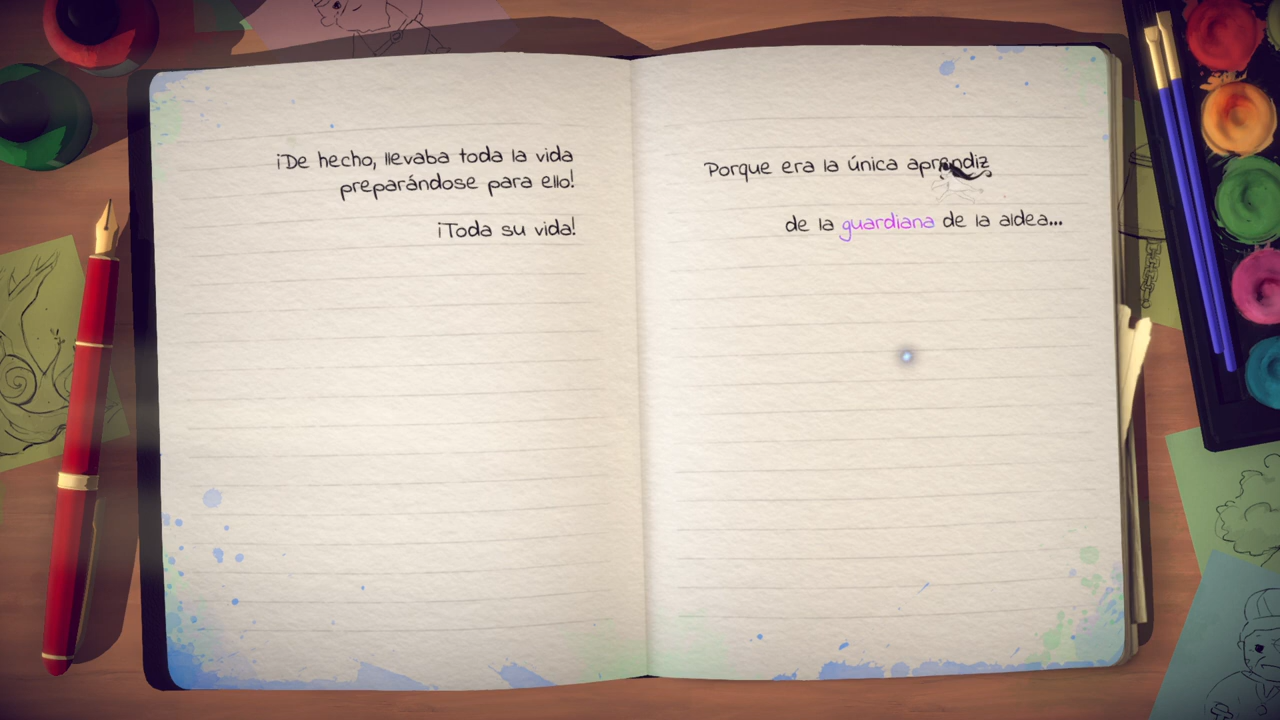 ¡De hecho, llevaba toda la vida
preparándose para ello!
¡Toda su vida!
Porque era la única aprendiz
de la guardiana de la aldea...